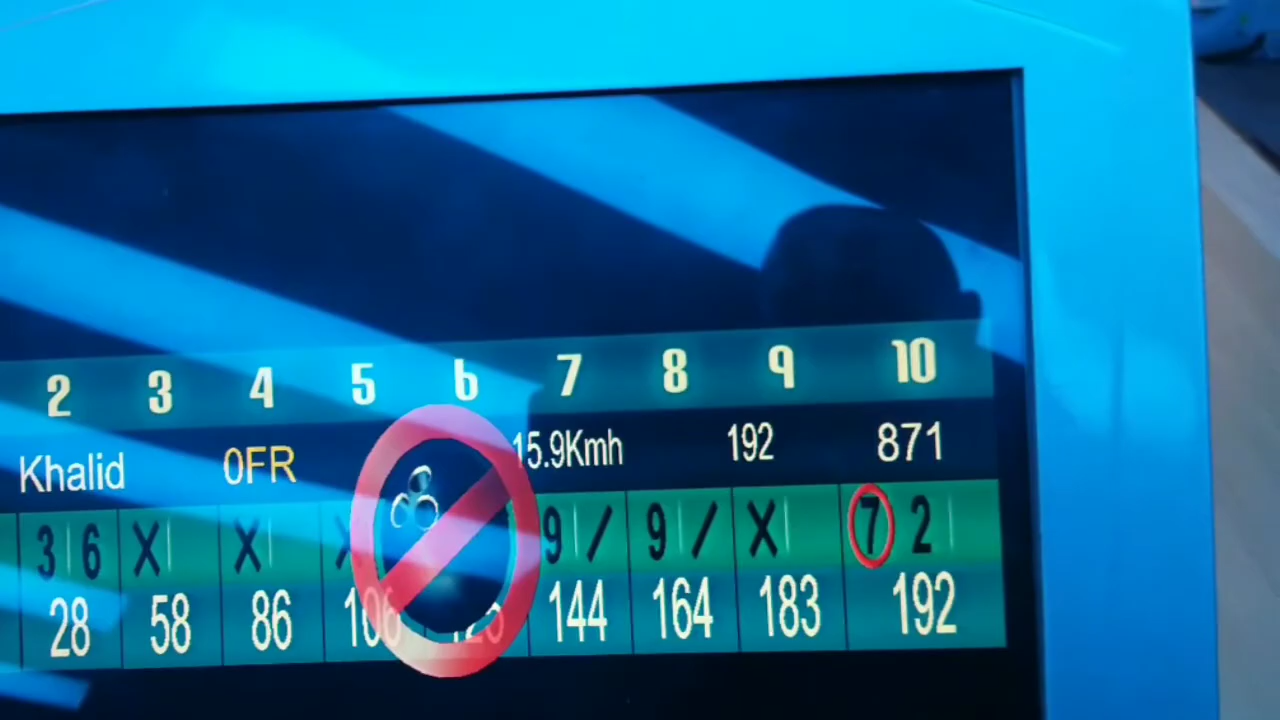 2 3 4 5 6 7 8 9 10
Khalid 0FR 15.9Kmh 192 871
3 6 X X X 9 / 9 / X 7 2
28 58 86 106 144 164 183 192